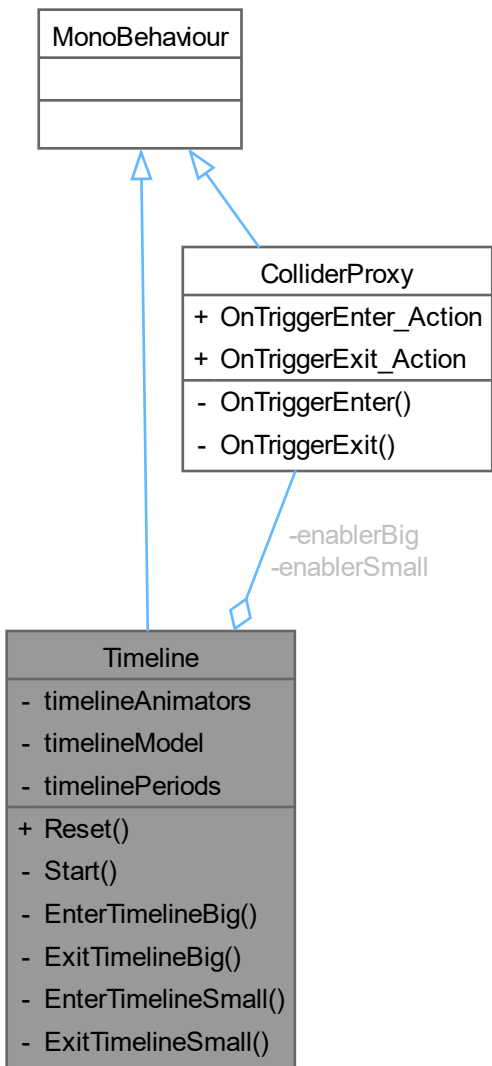 MonoBehaviour
ColliderProxy
+ OnTriggerEnter_Action
+ OnTriggerExit_Action
- OnTriggerEnter()
- OnTriggerExit()
-enablerBig
-enablerSmall
Timeline
- timelineAnimators
- timelineModel
- timelinePeriods
+ Reset()
- Start()
- EnterTimelineBig()
- ExitTimelineBig()
- EnterTimelineSmall()
- ExitTimelineSmall()